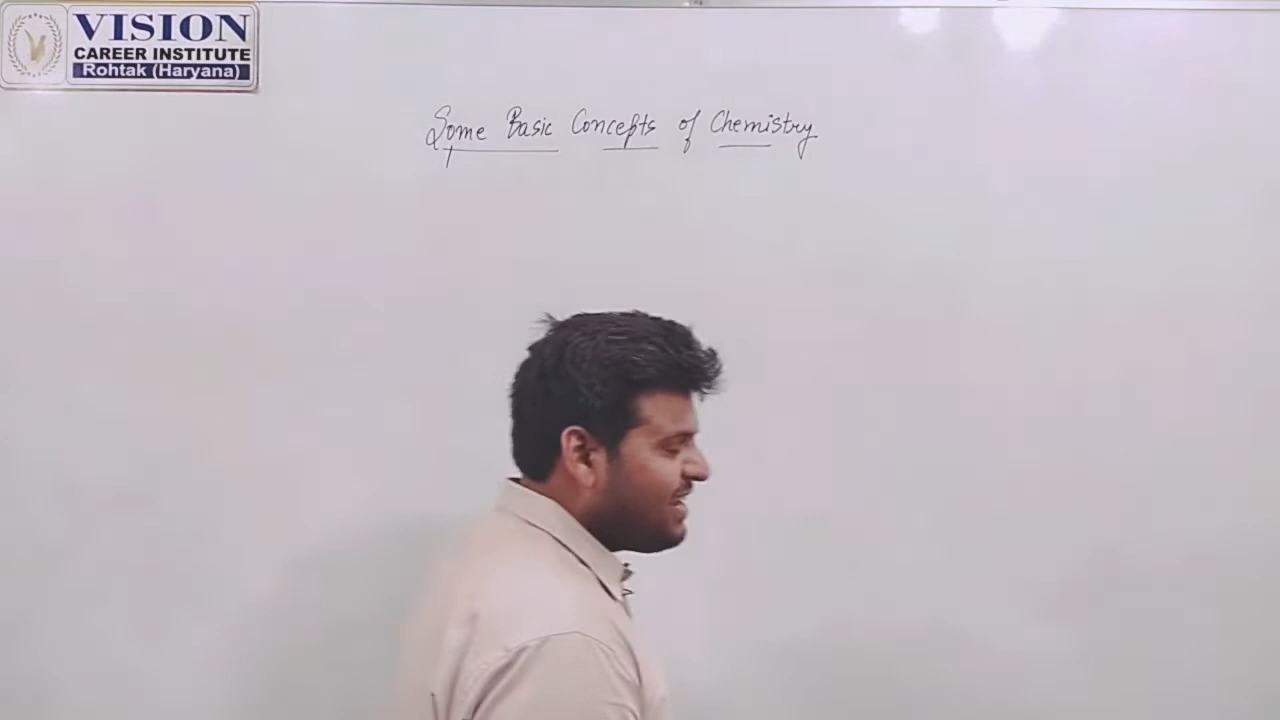 VISION
CAREER INSTITUTE
Rohtak (Haryana)
Some Basic Concepts of Chemistry